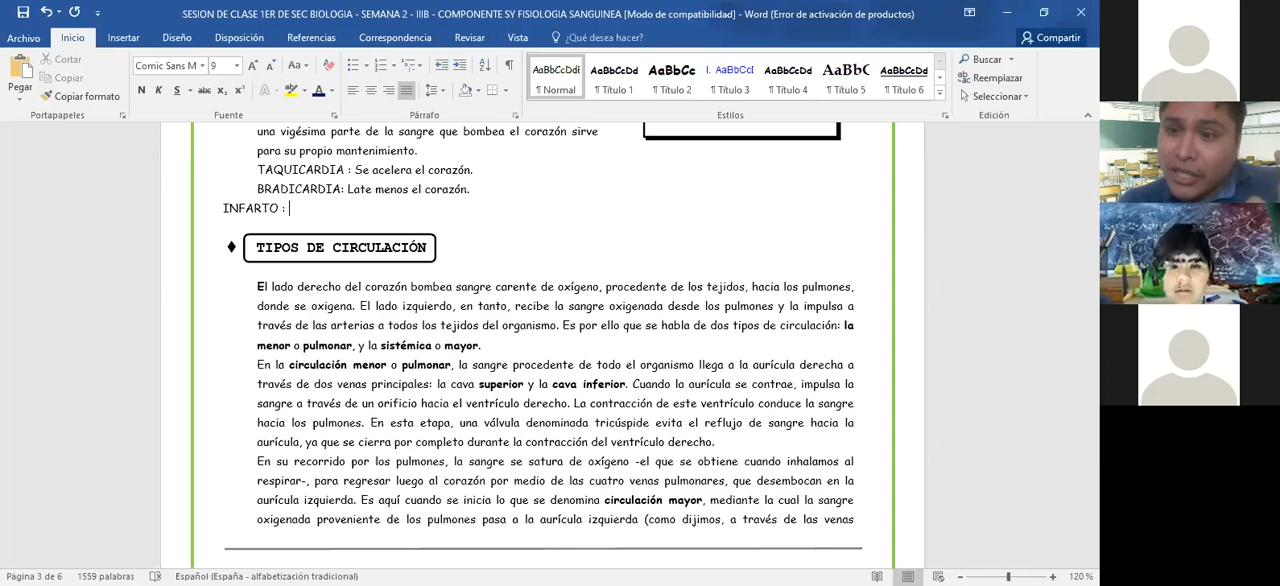 SESION DE CLASE 1ER DE SEC BIOLOGIA - SEMANA 2 - IIIB - COMPONENTE SY FISIOLOGIA SANGUINEA [Modo de compatibilidad] - Word (Error de activación de productos)
Archivo Inicio Insertar Diseño Disposición Referencias Correspondencia Revisar Vista ¿Qué desea hacer? Compartir
Pegar
Cortar
Copiar
Copiar formato
Portapapeles
Comic Sans M 9
Fuente
Párrafo
AaBbCcDdE AaBbCcDd AaBbCc I. AaBbCcI AaBbCcDd AaBbC AaBbCcDd
¶ Normal ¶ Título 1 ¶ Título 2 ¶ Título 3 ¶ Título 4 ¶ Título 5 ¶ Título 6
Estilos
Buscar
Reemplazar
Seleccionar
Edición
una vigésima parte de la sangre que bombea el corazón sirve
para su propio mantenimiento.
TAQUICARDIA : Se acelera el corazón.
BRADICARDIA: Late menos el corazón.
INFARTO :
TIPOS DE CIRCULACIÓN
El lado derecho del corazón bombea sangre carente de oxígeno, procedente de los tejidos, hacia los pulmones,
donde se oxigena. El lado izquierdo, en tanto, recibe la sangre oxigenada desde los pulmones y la impulsa a
través de las arterias a todos los tejidos del organismo. Es por ello que se habla de dos tipos de circulación: la
menor o pulmonar, y la sistémica o mayor.
En la circulación menor o pulmonar, la sangre procedente de todo el organismo llega a la aurícula derecha a
través de dos venas principales: la cava superior y la cava inferior. Cuando la aurícula se contrae, impulsa la
sangre a través de un orificio hacia el ventrículo derecho. La contracción de este ventrículo conduce la sangre
hacia los pulmones. En esta etapa, una válvula denominada tricúspide evita el reflujo de sangre hacia la
aurícula, ya que se cierra por completo durante la contracción del ventrículo derecho.
En su recorrido por los pulmones, la sangre se satura de oxígeno -el que se obtiene cuando inhalamos al
respirar-, para regresar luego al corazón por medio de las cuatro venas pulmonares, que desembocan en la
aurícula izquierda. Es aquí cuando se inicia lo que se denomina circulación mayor, mediante la cual la sangre
oxigenada proveniente de los pulmones pasa a la aurícula izquierda (como dijimos, a través de las venas
Página 3 de 6 1559 palabras Español (España - alfabetización tradicional) 120 %